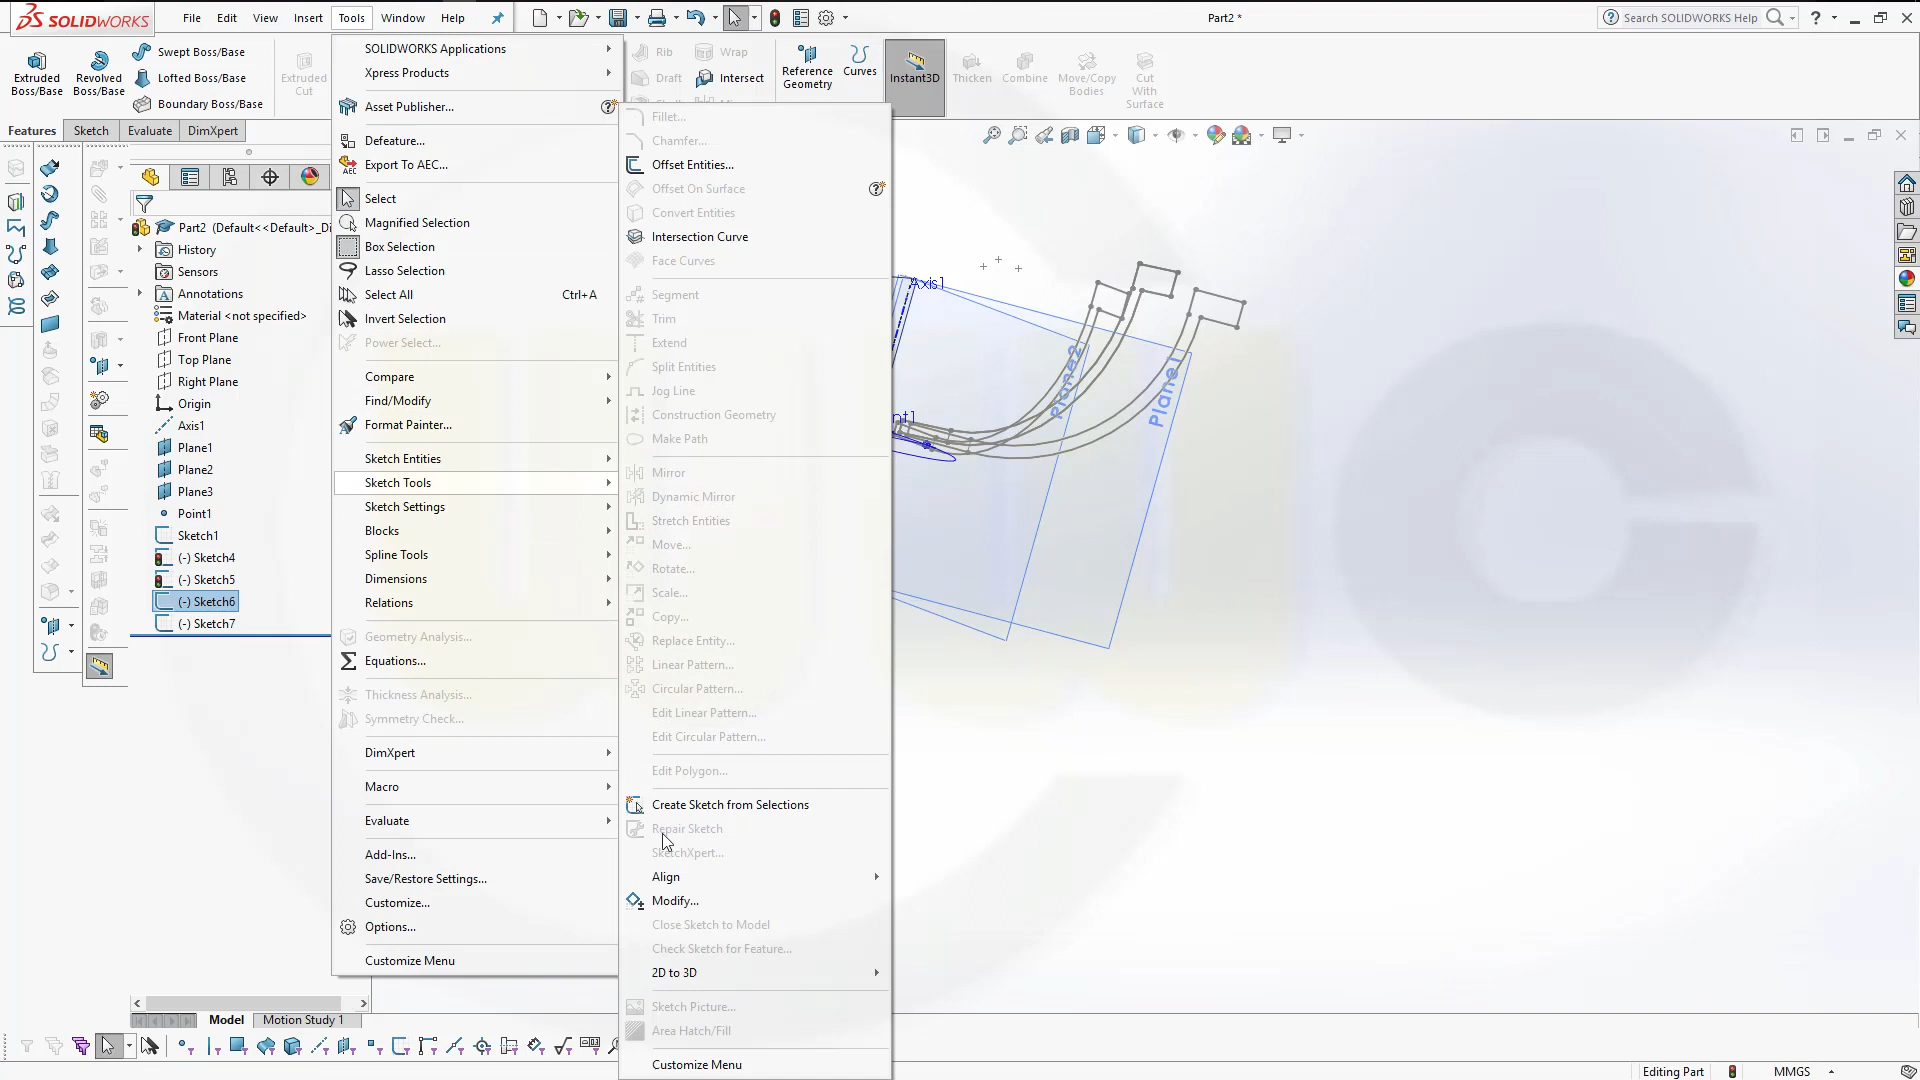 SOLIDWORKS
File Edit View Insert Tools Window Help
Part2 *
Search SOLIDWORKS Help
Extruded Boss/Base
Revolved Boss/Base
Swept Boss/Base
Lofted Boss/Base
Boundary Boss/Base
Extruded Cut
Rib
Draft
Wrap
Intersect
Reference Geometry
Curves
Instant3D
Thicken
Combine
Move/Copy Bodies
Cut With Surface
Features Sketch Evaluate DimXpert
Part2 (Default<<Default>_Di
History
Sensors
Annotations
Material <not specified>
Front Plane
Top Plane
Right Plane
Origin
Axis1
Plane1
Plane2
Plane3
Point1
Sketch1
(-) Sketch4
(-) Sketch5
(-) Sketch6
(-) Sketch7
SOLIDWORKS Applications
Xpress Products
Asset Publisher...
Defeature...
Export To AEC...
Select
Magnified Selection
Box Selection
Lasso Selection
Select All Ctrl+A
Invert Selection
Power Select...
Compare
Find/Modify
Format Painter...
Sketch Entities
Sketch Tools
Sketch Settings
Blocks
Spline Tools
Dimensions
Relations
Geometry Analysis...
Equations...
Thickness Analysis...
Symmetry Check...
DimXpert
Macro
Evaluate
Add-Ins...
Save/Restore Settings...
Customize...
Options...
Customize Menu
Fillet...
Chamfer...
Offset Entities...
Offset On Surface
Convert Entities
Intersection Curve
Face Curves
Segment
Trim
Extend
Split Entities
Jog Line
Construction Geometry
Make Path
Mirror
Dynamic Mirror
Stretch Entities
Move...
Rotate...
Scale...
Copy...
Replace Entity...
Linear Pattern...
Circular Pattern...
Edit Linear Pattern...
Edit Circular Pattern...
Edit Polygon...
Create Sketch from Selections
Repair Sketch
SketchXpert...
Align
Modify...
Close Sketch to Model
Check Sketch for Feature...
2D to 3D
Sketch Picture...
Area Hatch/Fill
Customize Menu
Axis1
Plane2
Plane1
nt1
Model Motion Study 1
Editing Part
MMGS